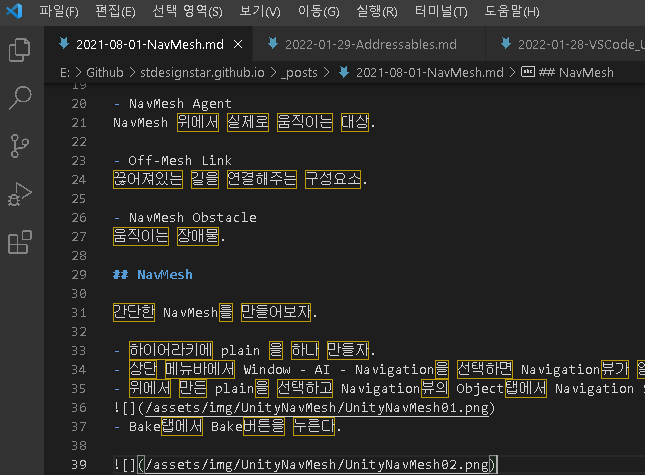 파일(F) 편집(E) 선택 영역(S) 보기(V) 이동(G) 실행(R) 터미널(T) 도움말(H)
2021-08-01-NavMesh.md 2022-01-29-Addressables.md 2022-01-28-VSCode_U
E: > Github > stdesignstar.github.io > _posts > 2021-08-01-NavMesh.md > ## NavMesh
19
20 - NavMesh Agent
21 NavMesh 위에서 실제로 움직이는 대상.
22
23 - Off-Mesh Link
24 끊어져있는 길을 연결해주는 구성요소.
25
26 - NavMesh Obstacle
27 움직이는 장애물.
28
29 ## NavMesh
30
31 간단한 NavMesh를 만들어보자.
32
33 - 하이어라키에 plain 을 하나 만들자.
34 - 상단 메뉴바에서 Window - AI - Navigation을 선택하면 Navigation뷰가
35 - 위에서 만든 plain을 선택하고 Navigation뷰의 Object탭에서 Navigation S
36 ![](/assets/img/UnityNavMesh/UnityNavMesh01.png)
37 - Bake탭에서 Bake버튼을 누른다.
38
39 ![](/assets/img/UnityNavMesh/UnityNavMesh02.png)